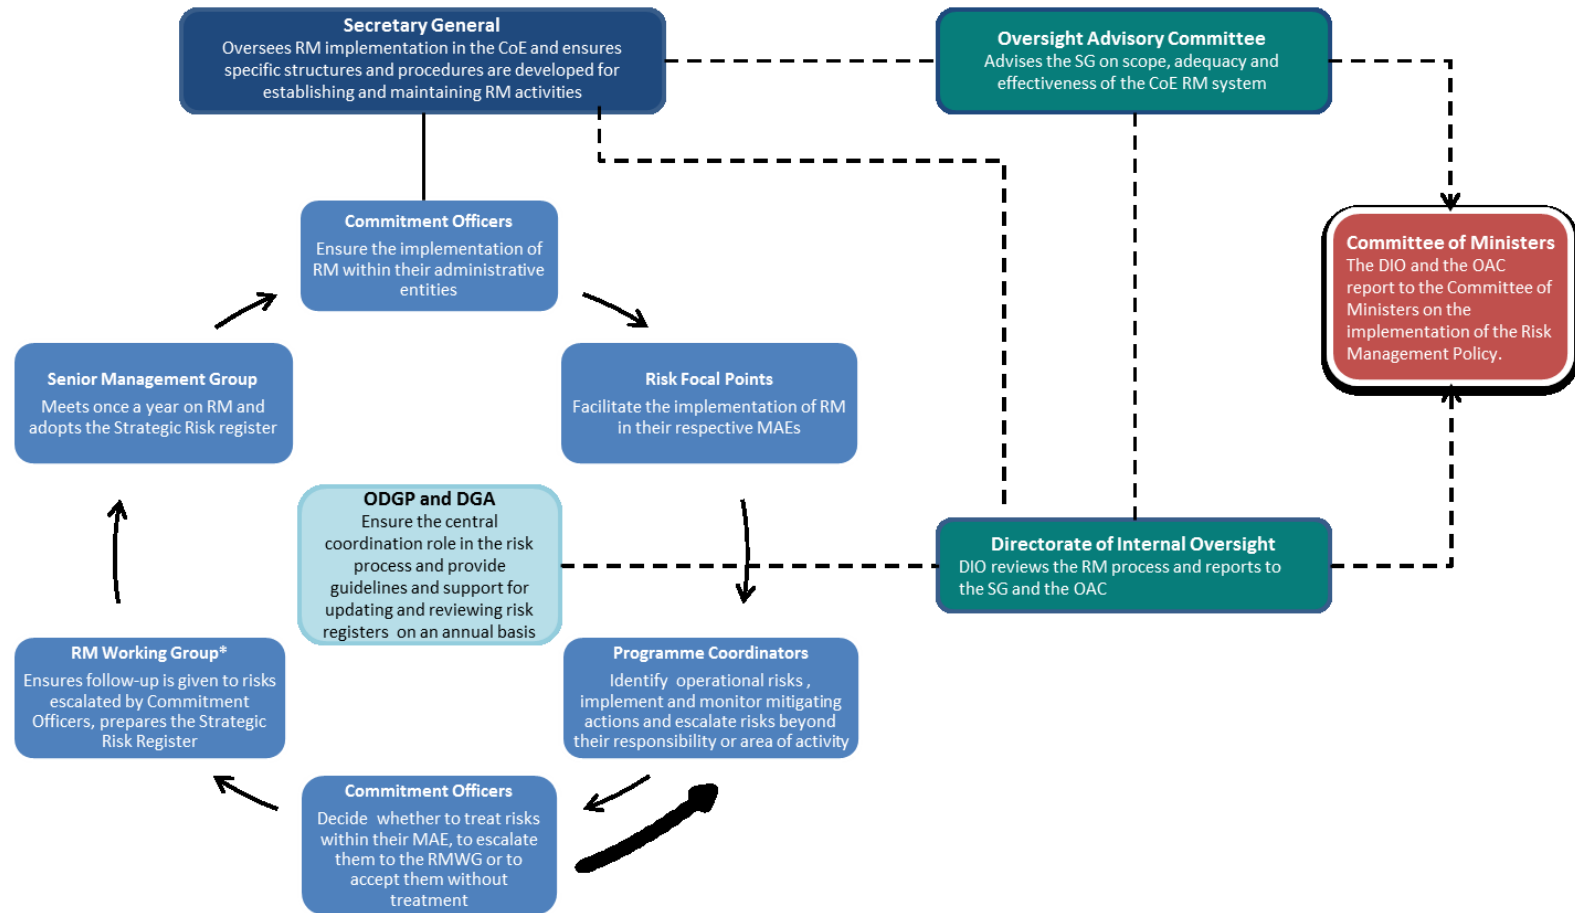 Secretary General
Oversees RM implementation in the CoE and ensures
specific structures and procedures are developed for
establishing and maintaining RM activities
Oversight Advisory Committee
Advises the SG on scope, adequacy and
effectiveness of the CoE RM system
Commitment Officers
Ensure the implementation of
RM within their administrative
entities
Committee of Ministers
The DIO and the OAC
report to the Committee of
Ministers on the
implementation of the Risk
Management Policy.
Senior Management Group
Meets once a year on RM and
adopts the Strategic Risk register
Risk Focal Points
Facilitate the implementation of RM
in their respective MAEs
ODGP and DGA
Ensure the central
coordination role in the risk
process and provide
guidelines and support for
updating and reviewing risk
registers on an annual basis
Directorate of Internal Oversight
DIO reviews the RM process and reports to
the SG and the OAC
RM Working Group*
Ensures follow-up is given to risks
escalated by Commitment
Officers, prepares the Strategic
Risk Register
Programme Coordinators
Identify operational risks ,
implement and monitor mitigating
actions and escalate risks beyond
their responsibility or area of activity
Commitment Officers
Decide whether to treat risks
within their MAE, to escalate
them to the RMWG or to
accept them without
treatment